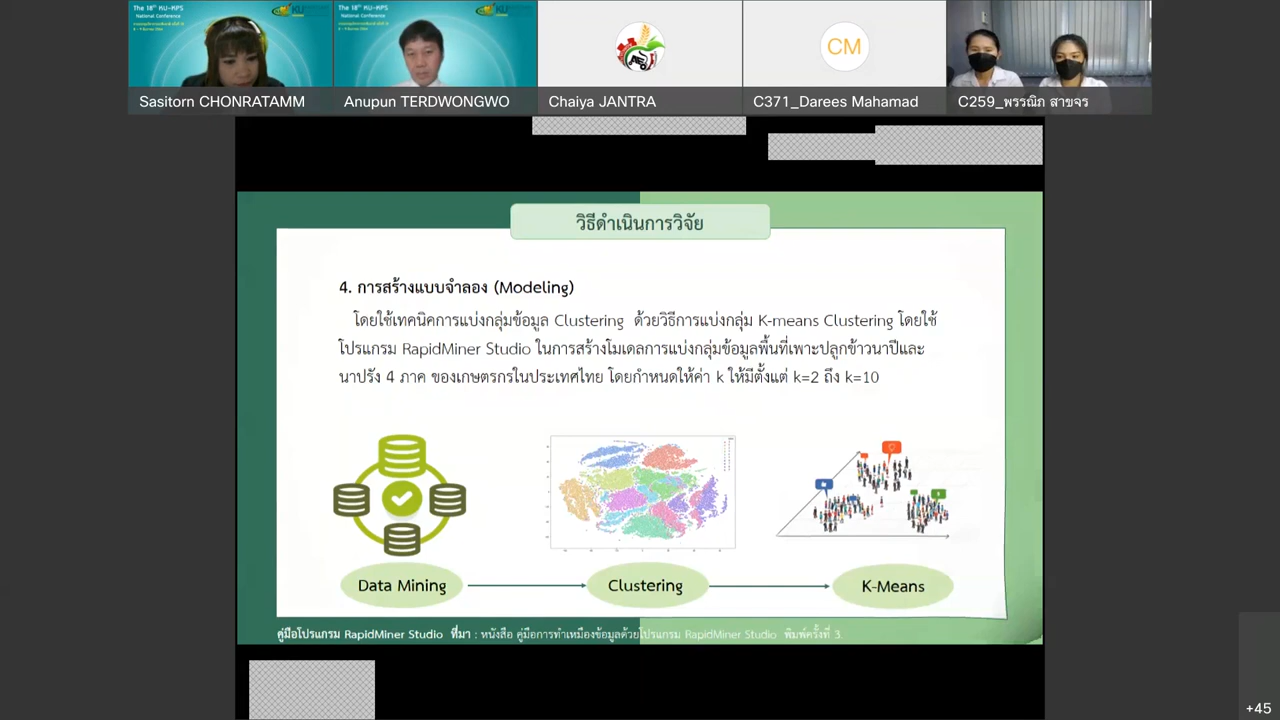 The 18th KU-KPS
National Conference
The 18th KU-KPS
National Conference
KU
CM
Sasitorn CHONRATAMM
Anupun TERDWONGWO
Chaiya JANTRA
C371_Darees Mahamad
C259_พรรณิภา สาขจร
วิธีดำเนินการวิจัย
4. การสร้างแบบจำลอง (Modeling)
โดยใช้เทคนิคการแบ่งกลุ่มข้อมูล Clustering ด้วยวิธีการแบ่งกลุ่ม K-means Clustering โดยใช้
โปรแกรม RapidMiner Studio ในการสร้างโมเดลการแบ่งกลุ่มข้อมูลพื้นที่เพาะปลูกข้าวนาปีและ
นาปรัง 4 ภาค ของเกษตรกรในประเทศไทย โดยกำหนดให้ค่า k ให้มีตั้งแต่ k=2 ถึง k=10
Data Mining
Clustering
K-Means
คู่มือโปรแกรม RapidMiner Studio ที่มา : หนังสือ คู่มือการทำเหมืองข้อมูลด้วยโปรแกรม RapidMiner Studio พิมพ์ครั้งที่ 3.
+45